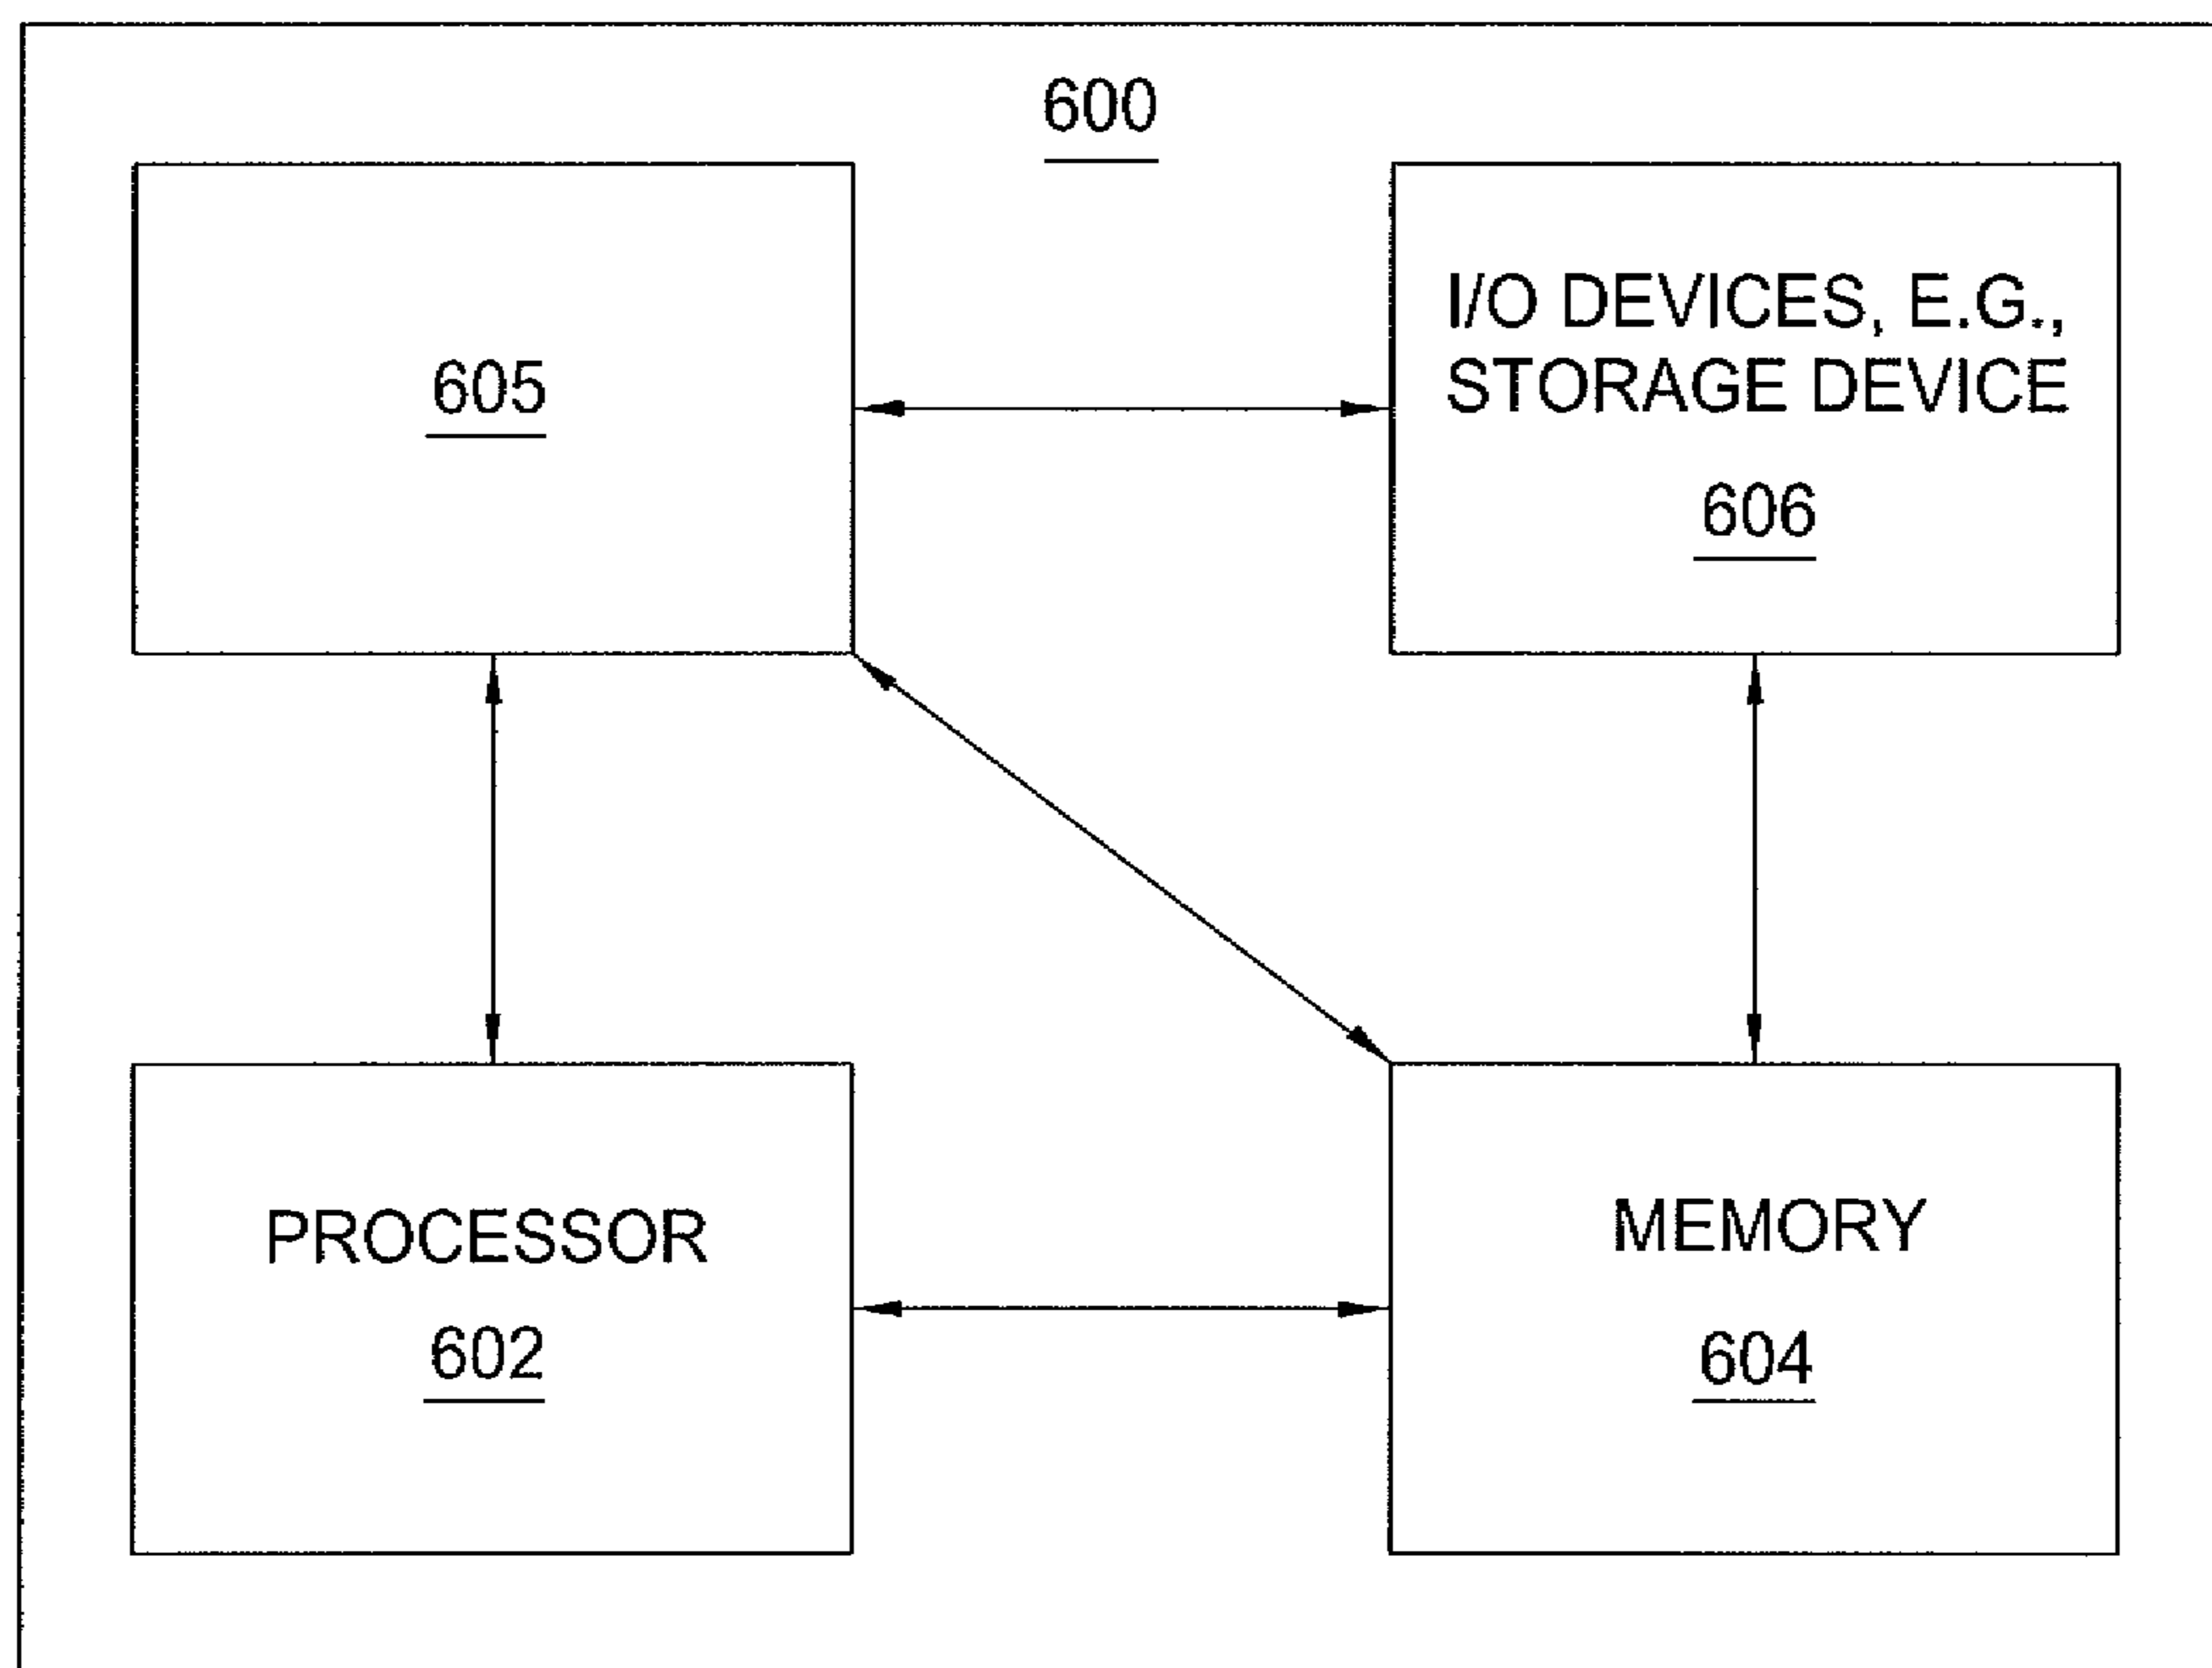 600
605
I/O DEVICES, E.G.,
STORAGE DEVICE
606
PROCESSOR
602
MEMORY
604